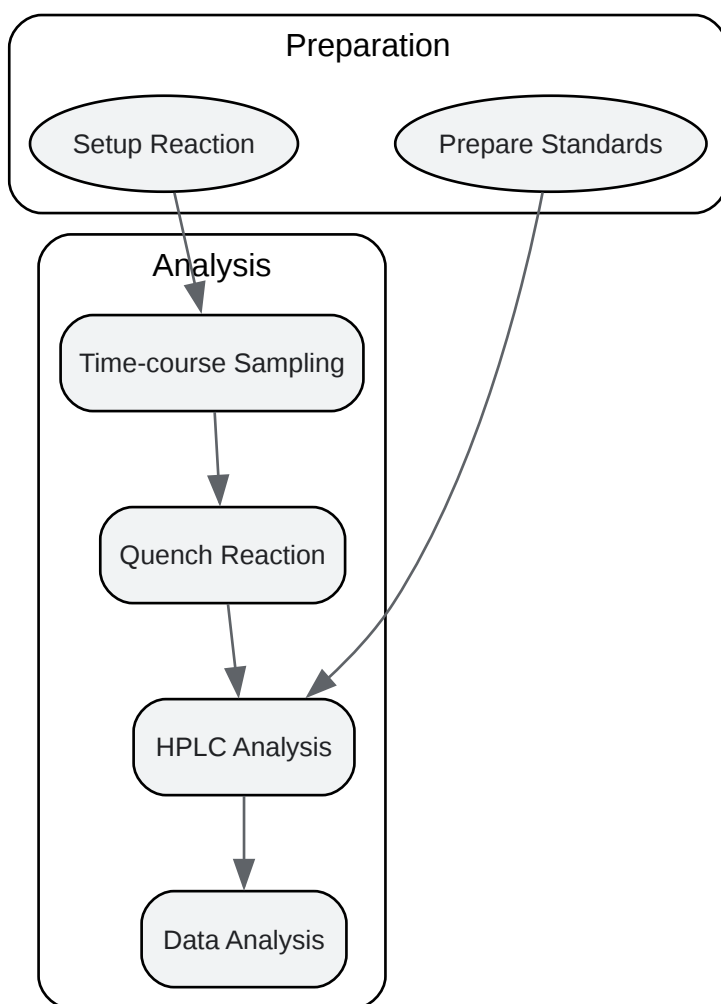 Preparation
Setup Reaction
Prepare Standards
Analysis
Time-course Sampling
Quench Reaction
HPLC Analysis
Data Analysis